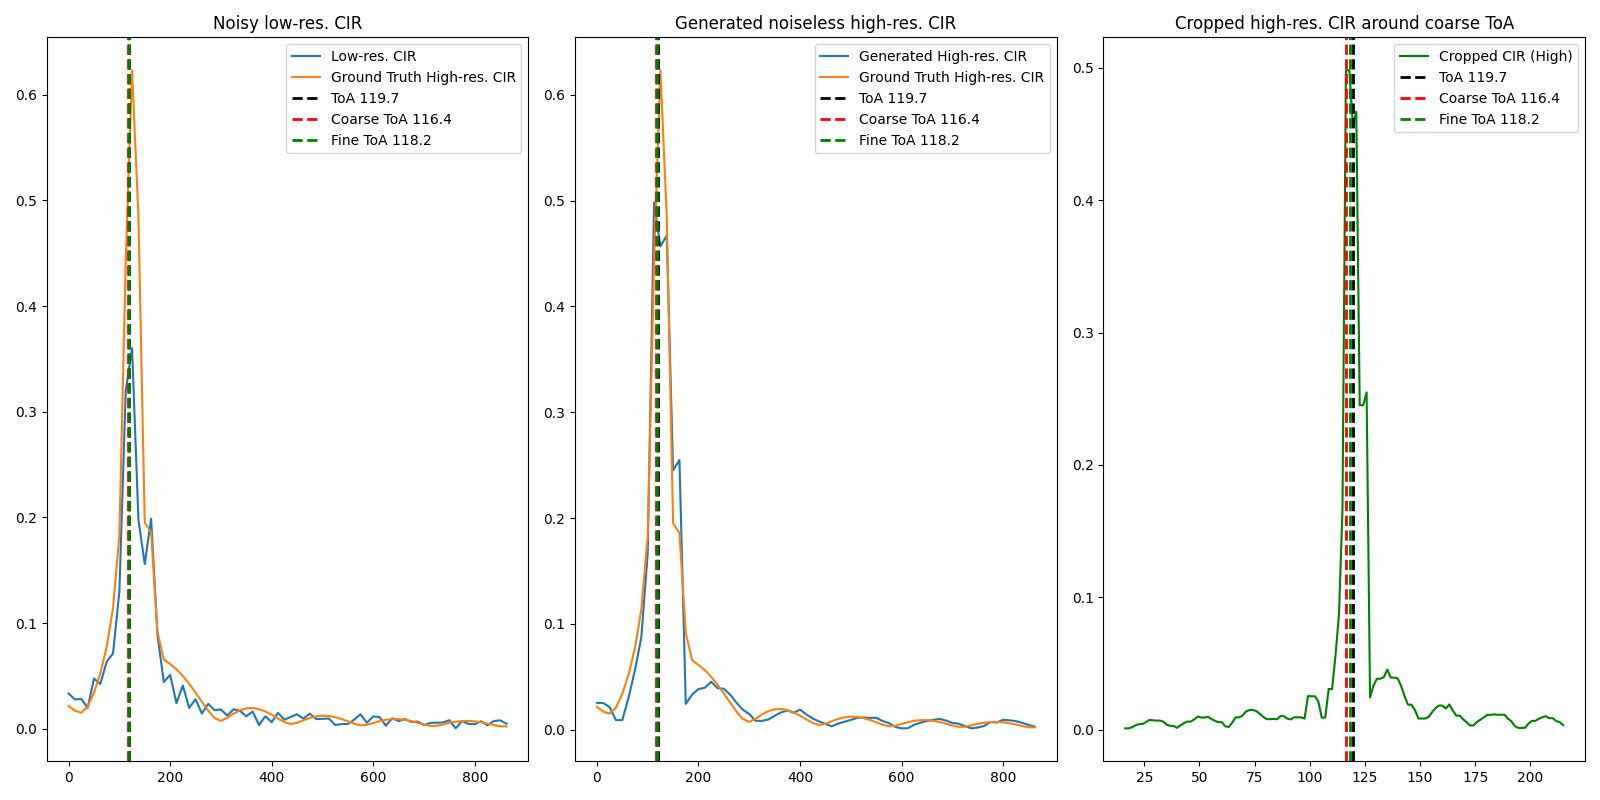 Noisy low-res. CIR
Low-res. CIR
Ground Truth High-res. CIR
ToA 119.7
Coarse ToA 116.4
Fine ToA 118.2
0.6
0.5
0.4
0.3
0.2
0.1
0.0
0 200 400 600 800
Generated noiseless high-res. CIR
Generated High-res. CIR
Ground Truth High-res. CIR
ToA 119.7
Coarse ToA 116.4
Fine ToA 118.2
0.6
0.5
0.4
0.3
0.2
0.1
0.0
0 200 400 600 800
Cropped high-res. CIR around coarse ToA
Cropped CIR (High)
ToA 119.7
Coarse ToA 116.4
Fine ToA 118.2
0.5
0.4
0.3
0.2
0.1
0.0
25 50 75 100 125 150 175 200